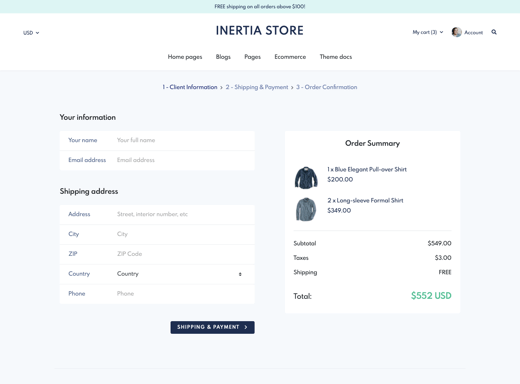 FREE shipping on all orders above $100!
USD
INERTIA STORE
My cart (3)
Account
Home pages
Blogs
Pages
Ecommerce
Theme docs
1 - Client Information > 2 - Shipping & Payment > 3 - Order Confirmation
Your information
Your name
Your full name
Email address
Email address
Shipping address
Address
Street, interior number, etc
City
City
ZIP
ZIP Code
Country
Country
Phone
Phone
SHIPPING & PAYMENT >
Order Summary
1 x Blue Elegant Pull-over Shirt
$200.00
2 x Long-sleeve Formal Shirt
$349.00
Subtotal
$549.00
Taxes
$3.00
Shipping
FREE
Total:
$552 USD